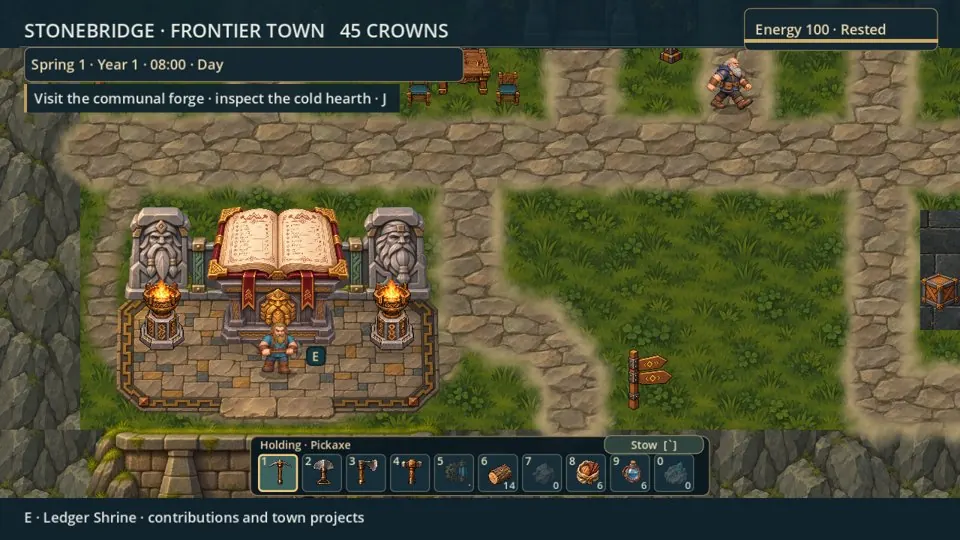 STONEBRIDGE · FRONTIER TOWN 45 CROWNS
Energy 100 · Rested
Spring 1 · Year 1 · 08:00 · Day
Visit the communal forge · inspect the cold hearth · J
E
Holding · Pickaxe
Stow [`]
1 2 3 4 5 6 7 8 9 0
14 0 6 6 0
E · Ledger Shrine · contributions and town projects